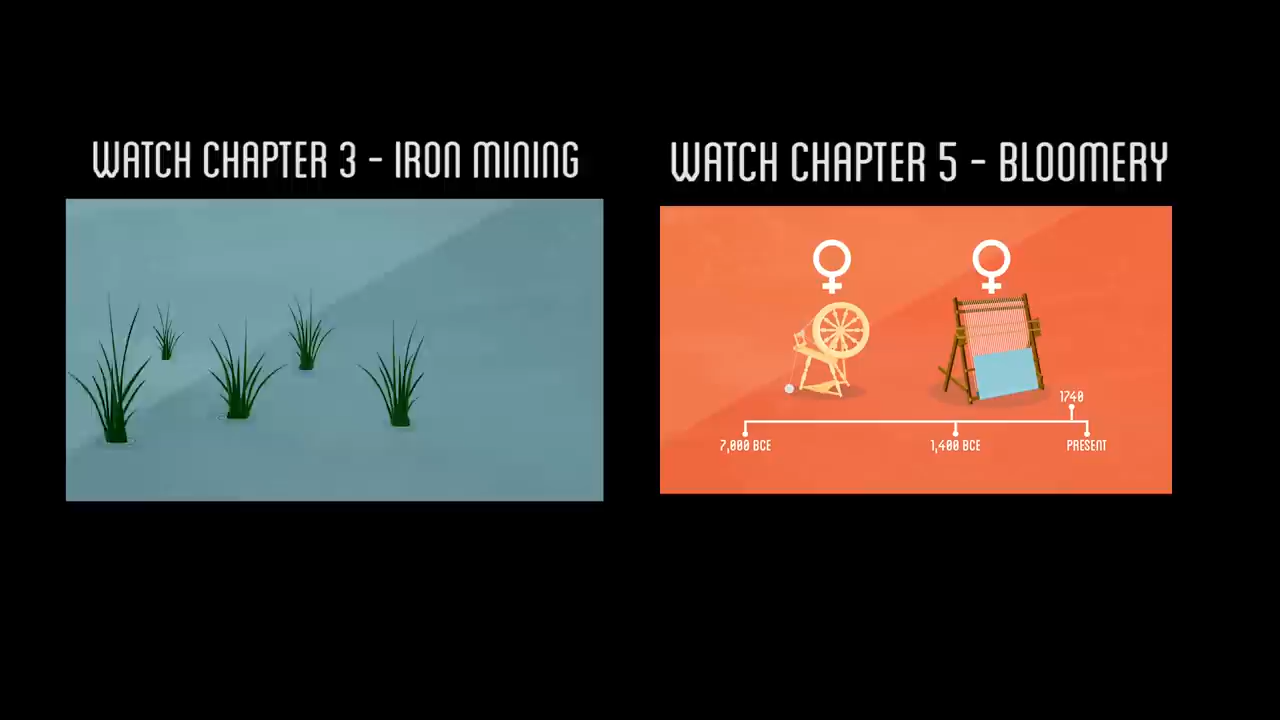 WATCH CHAPTER 3 - IRON MINING
WATCH CHAPTER 5 - BLOOMERY
1740
7,000 BCE
1,400 BCE
PRESENT